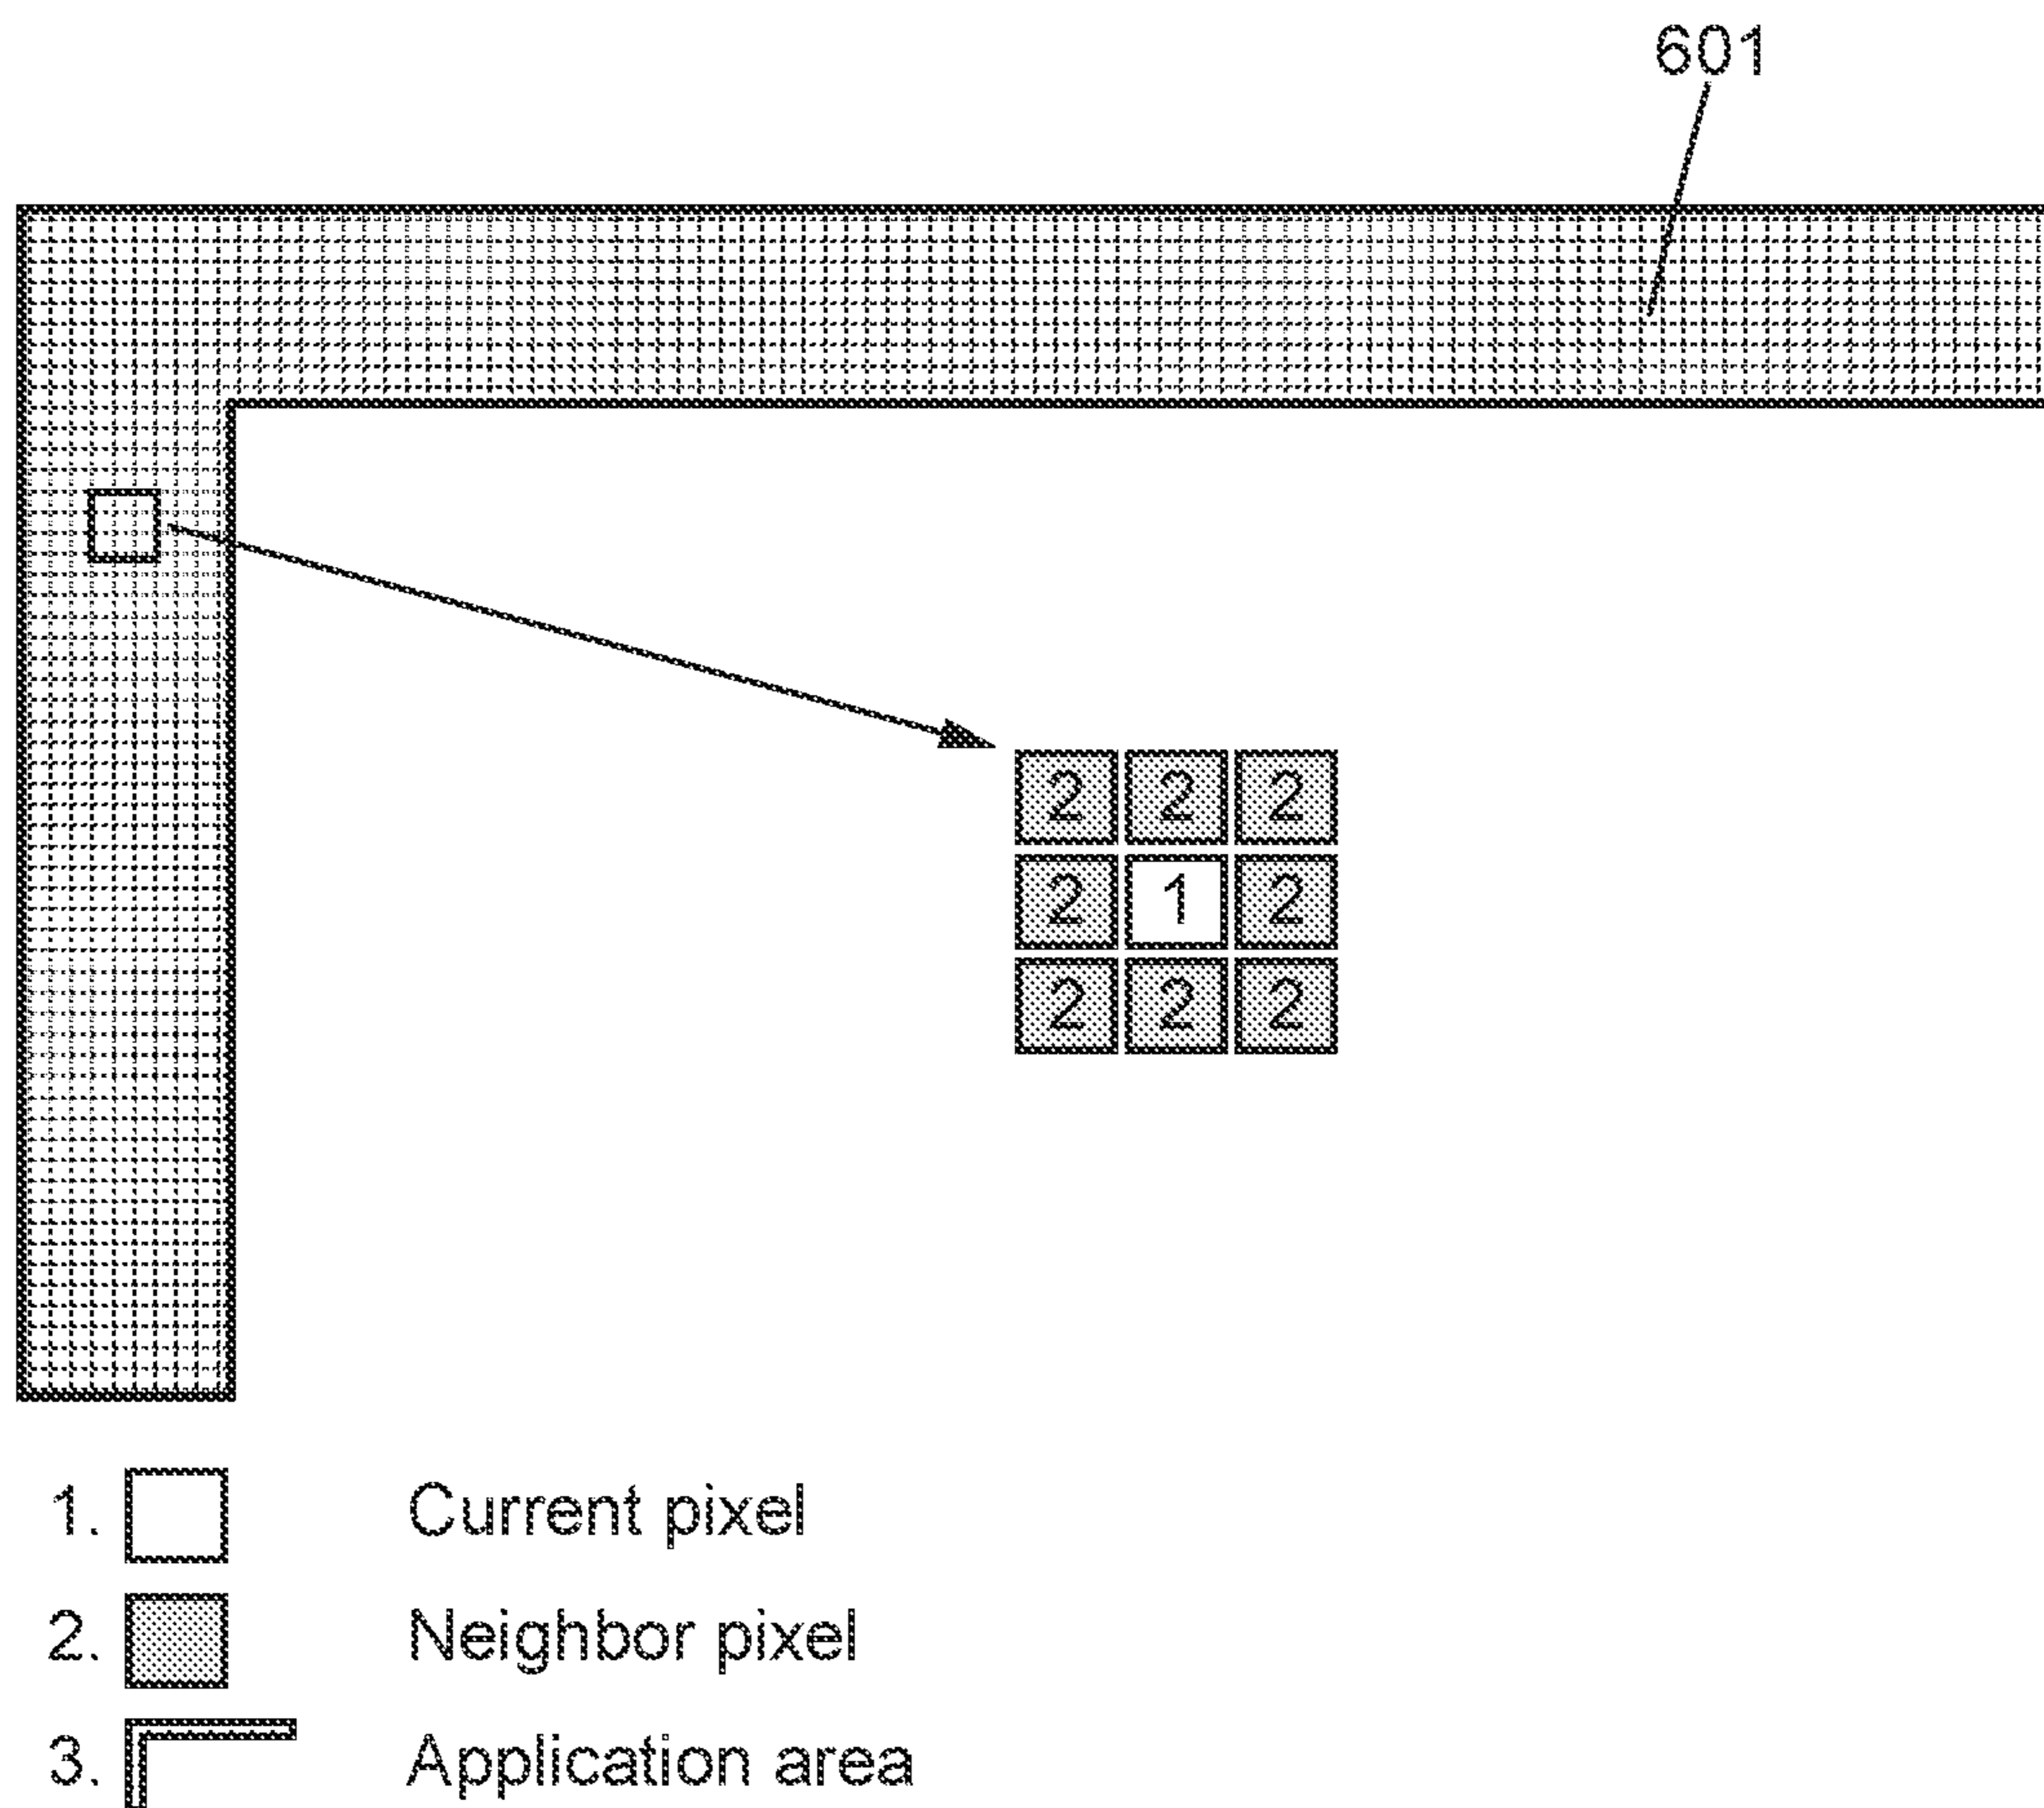 601
2 2 2
2 1 2
2 2 2
1. Current pixel
2. Neighbor pixel
3. Application area